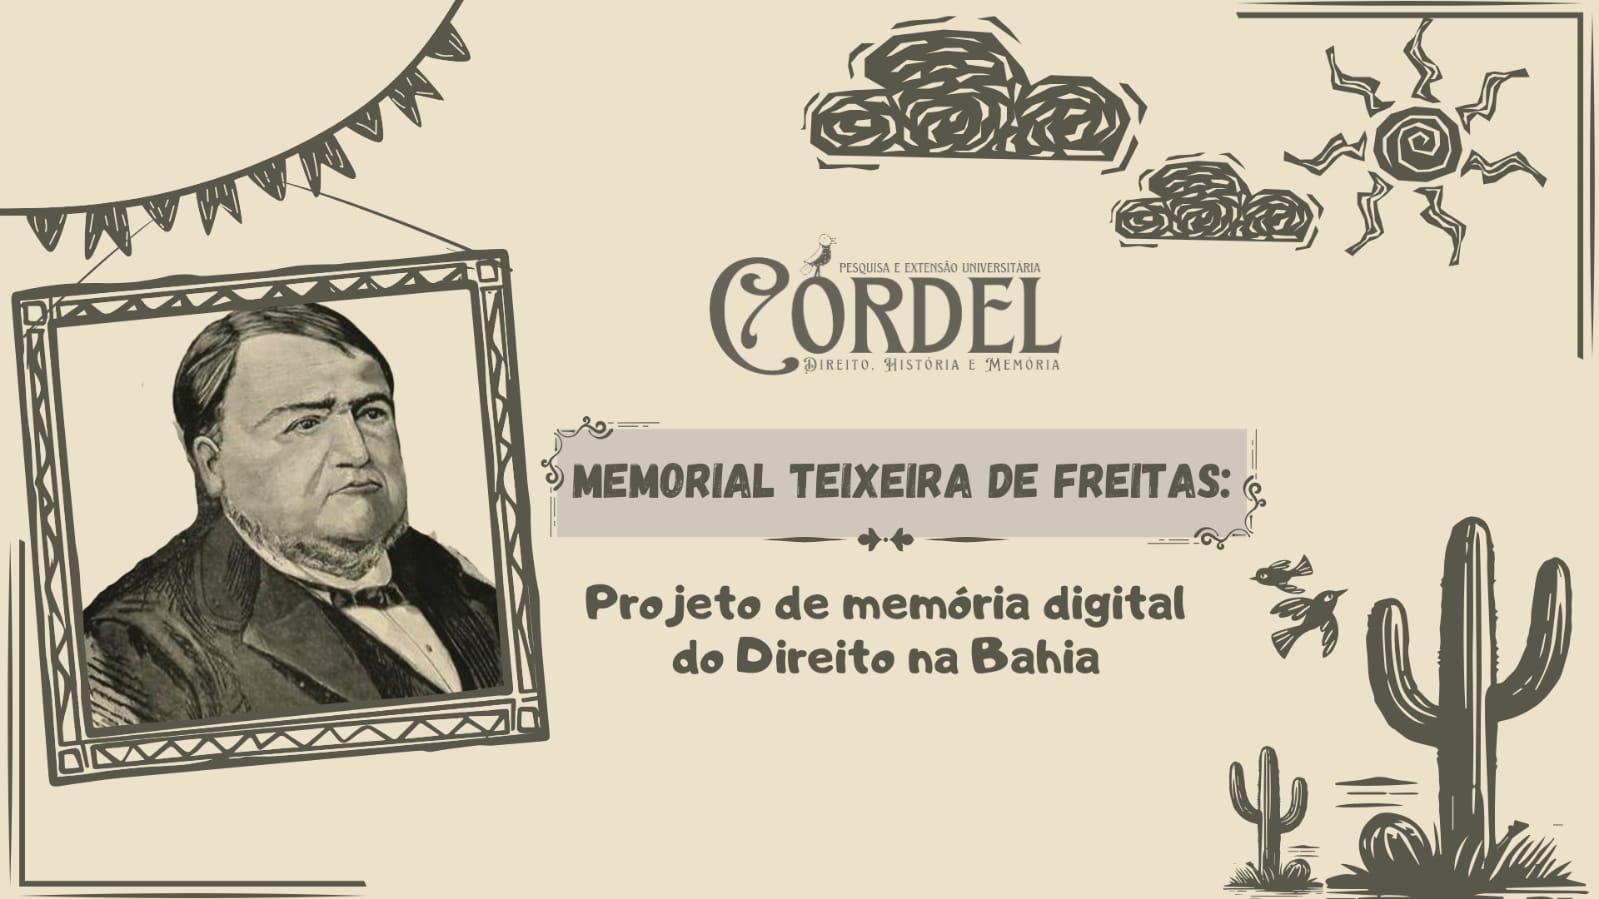 PESQUISA E EXTENSÃO UNIVERSITÁRIA
CORDEL
DIREITO, HISTÓRIA E MEMÓRIA
MEMORIAL TEIXEIRA DE FREITAS:
Projeto de memória digital
do Direito na Bahia